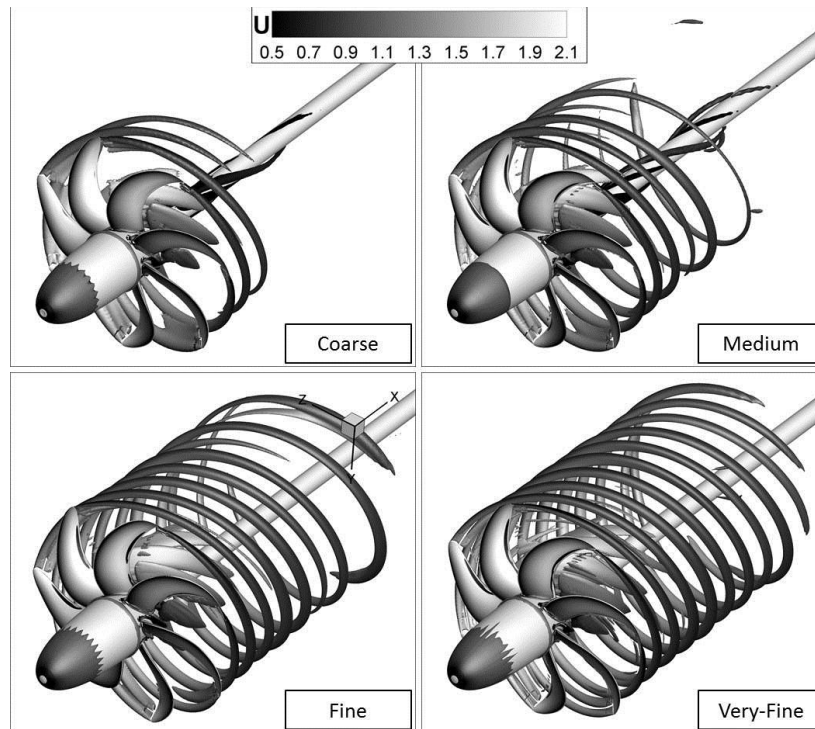 U
0.5 0.7 0.9 1.1 1.3 1.5 1.7 1.9 2.1
Coarse
Medium
Z X
Y
Fine
Very-Fine